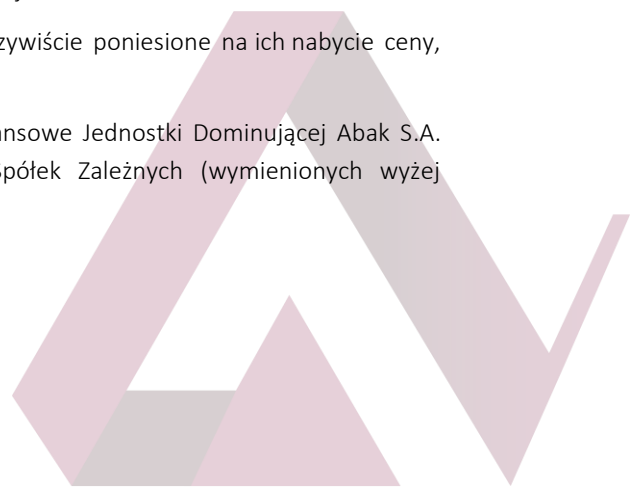 rzywiście poniesione na ich nabycie ceny,
ansowe Jednostki Dominującej Abak S.A.
Spółek Zależnych (wymienionych wyżej